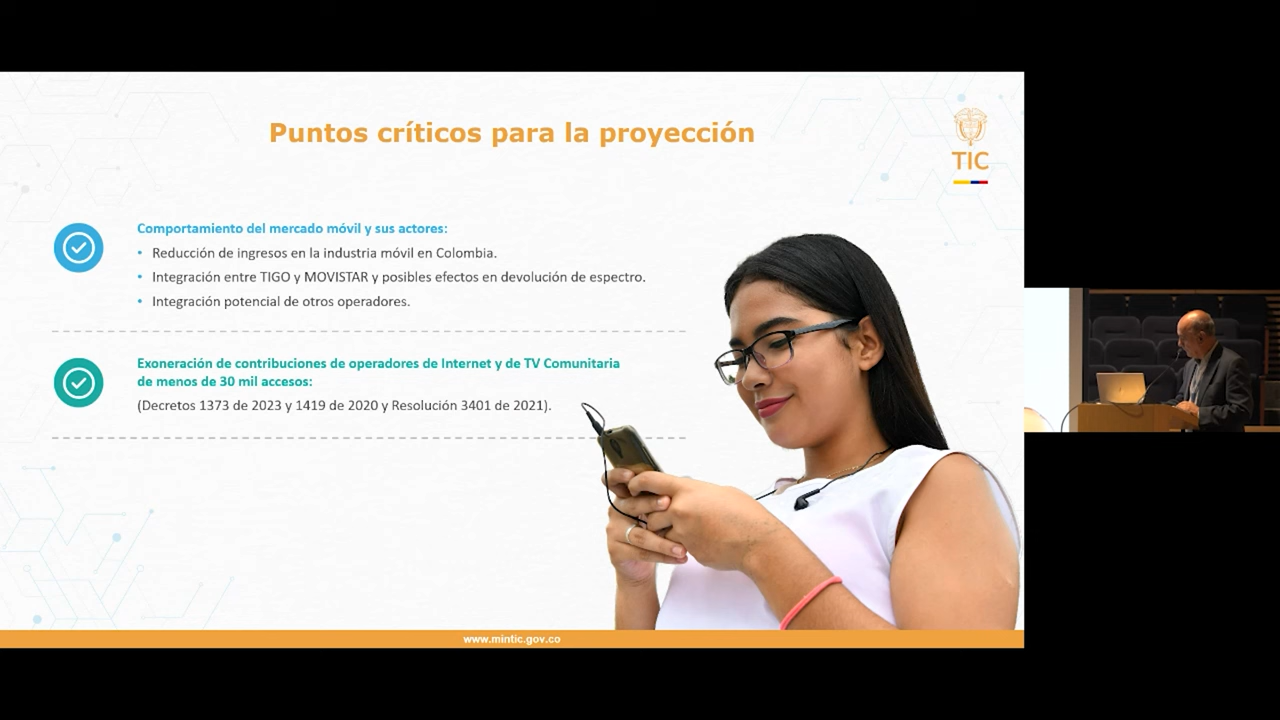 Puntos críticos para la proyección
TIC
Comportamiento del mercado móvil y sus actores:
• Reducción de ingresos en la industria móvil en Colombia.
• Integración entre TIGO y MOVISTAR y posibles efectos en devolución de espectro.
• Integración potencial de otros operadores.
Exoneración de contribuciones de operadores de Internet y de TV Comunitaria
de menos de 30 mil accesos:
(Decretos 1373 de 2023 y 1419 de 2020 y Resolución 3401 de 2021).
www.mintic.gov.co